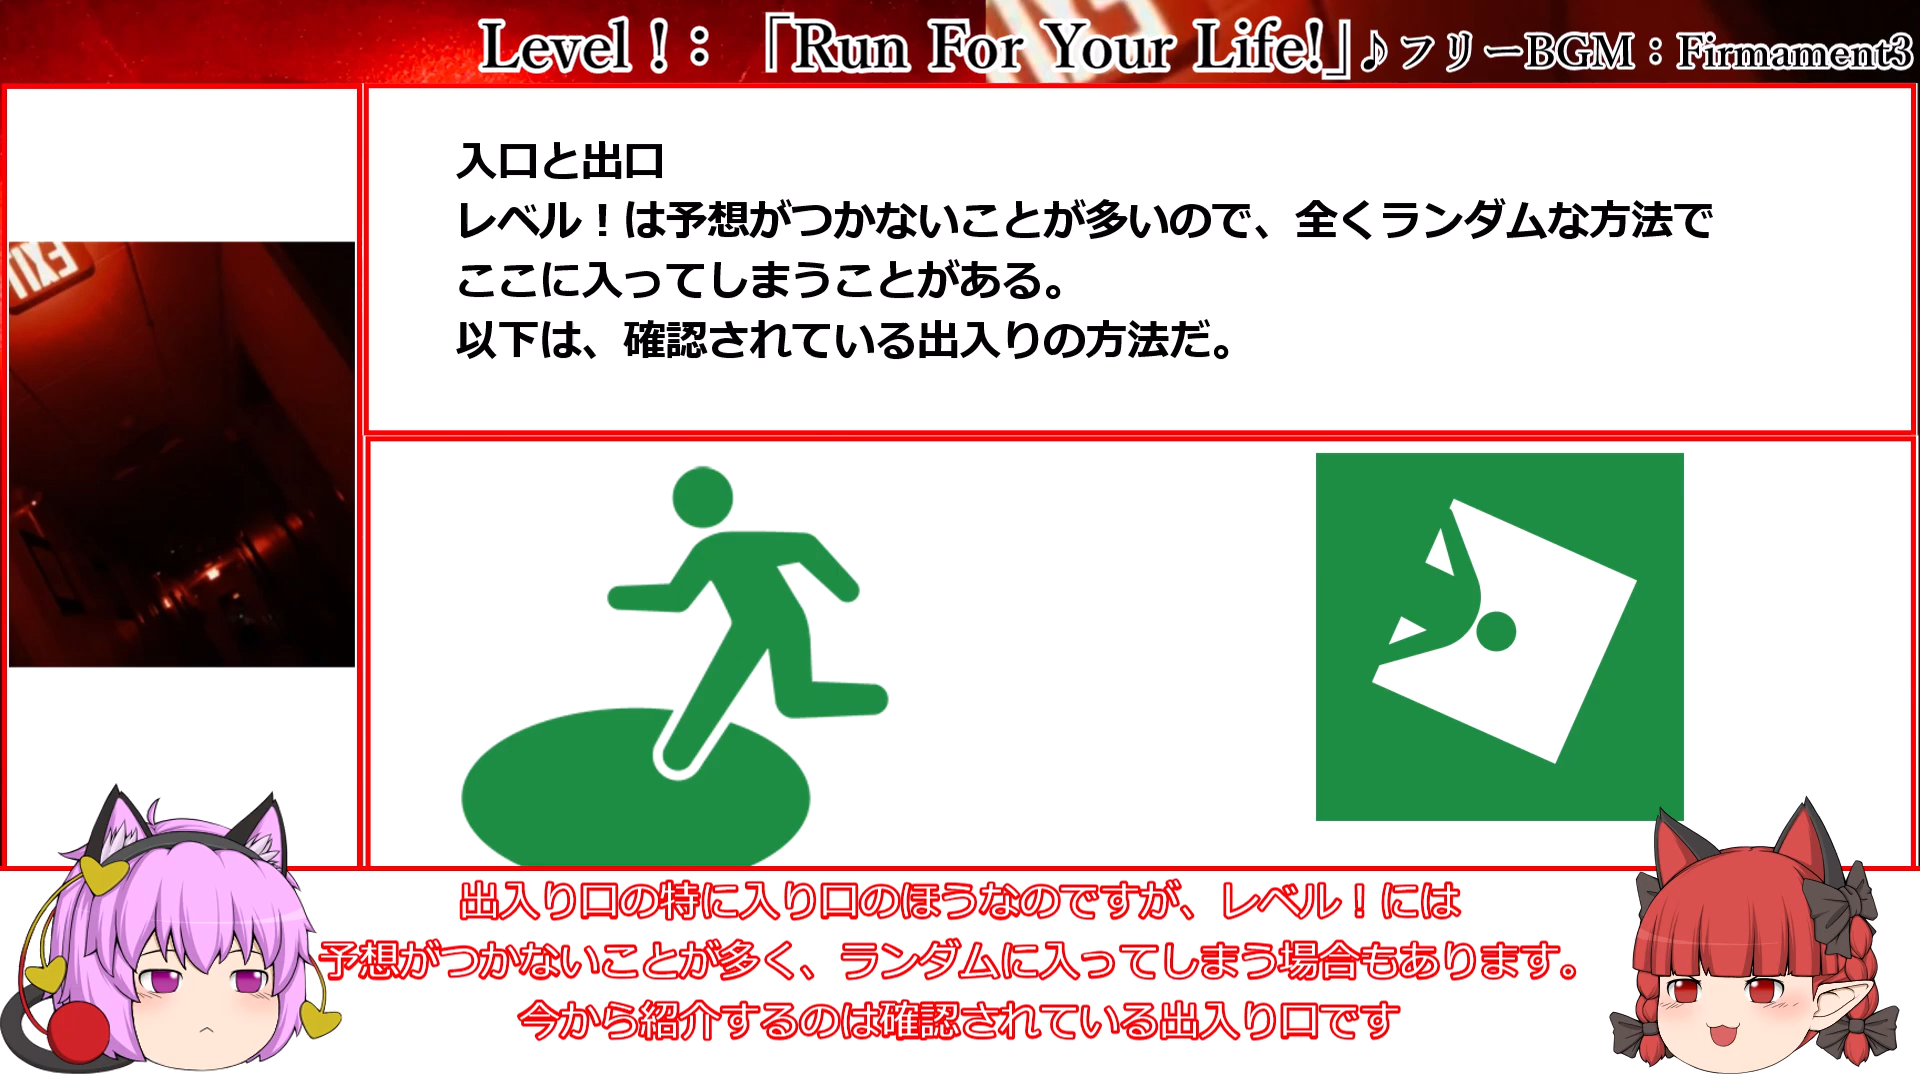 Level！：「Run For Your Life!」♪フリーBGM：Firmament3
入口と出口
レベル！は予想がつかないことが多いので、全くランダムな方法で
ここに入ってしまうことがある。
以下は、確認されている出入りの方法だ。
EXIT
出入り口の特に入り口のほうなのですが、レベル！には
予想がつかないことが多く、ランダムに入ってしまう場合もあります。
今から紹介するのは確認されている出入り口です